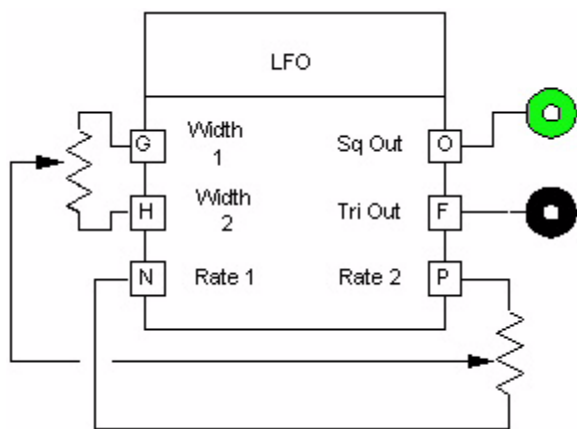 LFO
G Width 1 Sq Out O
H Width 2 Tri Out F
N Rate 1 Rate 2 P